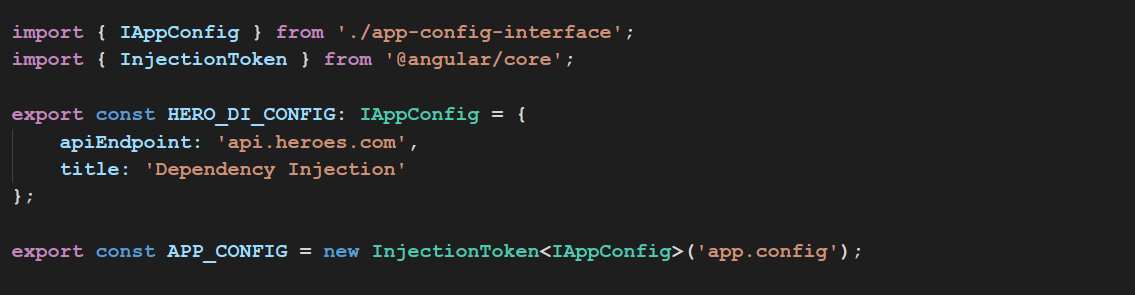 import { IAppConfig } from './app-config-interface';
import { InjectionToken } from '@angular/core';
export const HERO_DI_CONFIG: IAppConfig = {
    apiEndpoint: 'api.heroes.com',
    title: 'Dependency Injection'
};
export const APP_CONFIG = new InjectionToken<IAppConfig>('app.config');